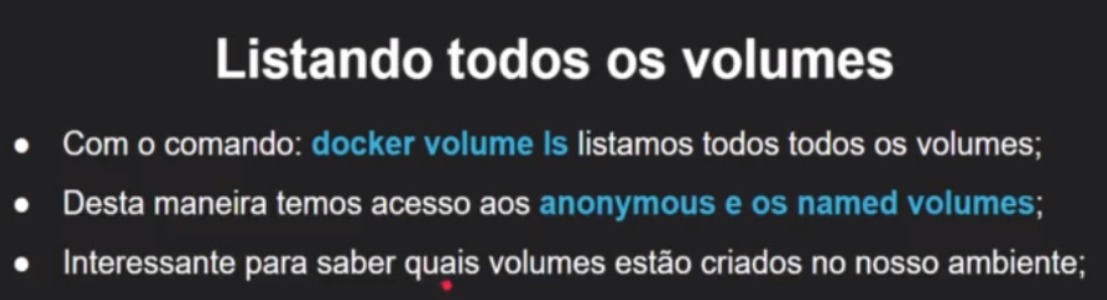 Listando todos os volumes
● Com o comando: docker volume ls listamos todos todos os volumes;
● Desta maneira temos acesso aos anonymous e os named volumes;
● Interessante para saber quais volumes estão criados no nosso ambiente;